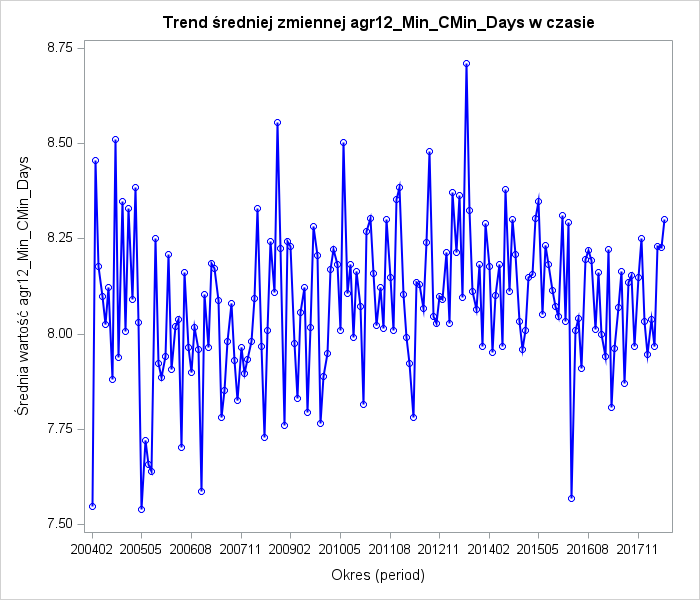 Trend średniej zmiennej agr12_Min_CMin_Days w czasie
Średnia wartość agr12_Min_CMin_Days
8.75
8.50
8.25
8.00
7.75
7.50
200402 200505 200608 200711 200902 201005 201108 201211 201402 201505 201608 201711
Okres (period)